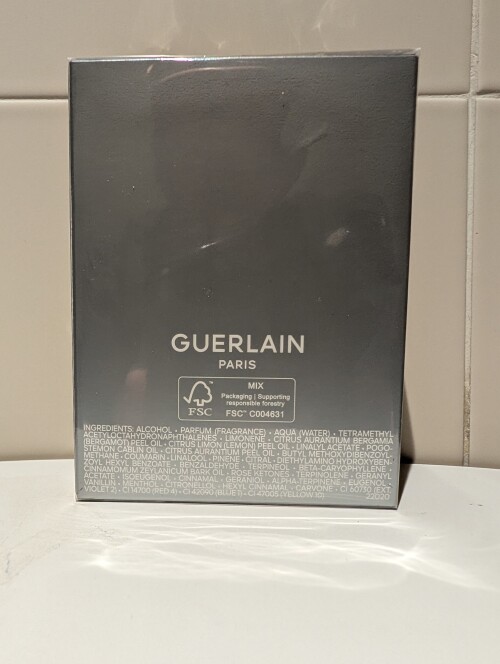 GUERLAIN
PARIS
MIX
Packaging | Supporting
responsible forestry
FSC
FSC™ C004631
INGREDIENTS: ALCOHOL • PARFUM (FRAGRANCE) • AQUA (WATER) • TETRAMETHYL
ACETYLOCTAHYDRONAPHTHALENES • LIMONENE • CITRUS AURANTIUM BERGAMIA
(BERGAMOT) PEEL OIL • CITRUS LIMON (LEMON) PEEL OIL • LINALYL ACETATE • POGO-
STEMON CABLIN OIL • CITRUS AURANTIUM PEEL OIL • BUTYL METHOXYDIBENZOYL-
METHANE • COUMARIN • LINALOOL • PINENE • CITRAL • DIETHYLAMINO HYDROXYBEN-
ZOYL HEXYL BENZOATE • BENZALDEHYDE • TERPINEOL • BETA-CARYOPHYLLENE •
CINNAMOMUM ZEYLANICUM BARK OIL • ROSE KETONES • TERPINOLENE • GERANYL
ACETATE • ISOEUGENOL • CINNAMAL • GERANIOL • ALPHA-TERPINENE • EUGENOL •
VANILLIN • MENTHOL • CITRONELLOL • HEXYL CINNAMAL • CARVONE • CI 60730 (EXT.
VIOLET 2) • CI 14700 (RED 4) • CI 42090 (BLUE 1) • CI 47005 (YELLOW 10)
22020